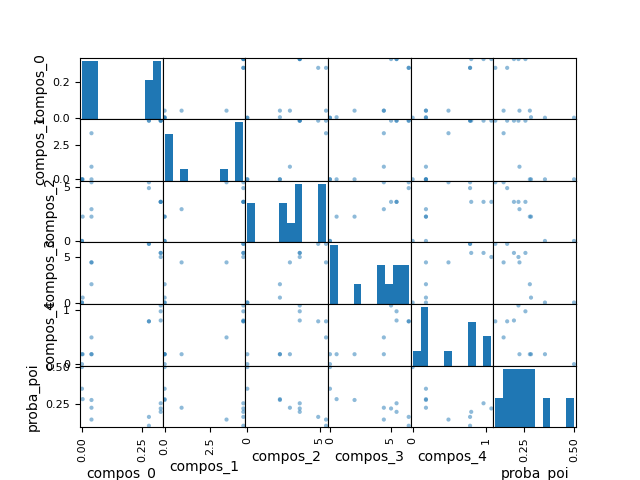 compos_0
0.2
0.0
compos_1
2.5
0.0
compos_2
5
0
compos_3
5
0
compos_4
1
0
proba_poi
0.50
0.25
0.00 0.25 0.0 2.5 0 5 0 5 0 1 0.25 0.50
compos_0 compos_1 compos_2 compos_3 compos_4 proba_poi